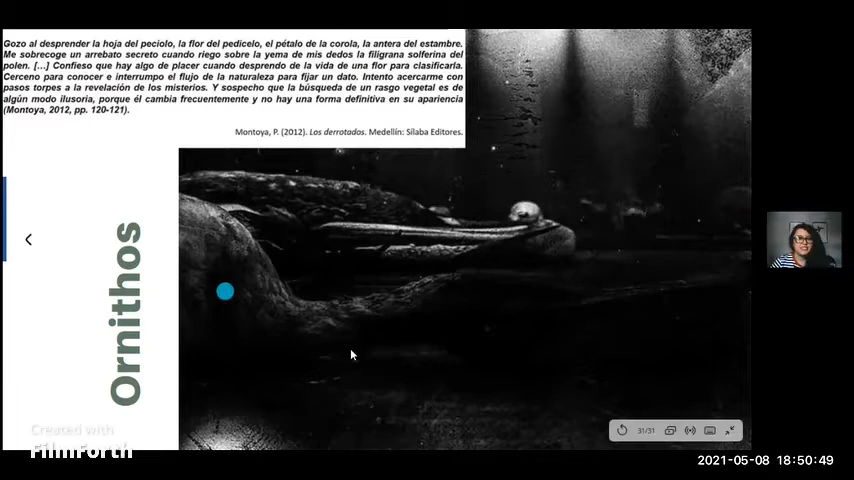 Gozo al desprender la hoja del peciolo, la flor del pedicelo, el pétalo de la corola, la antera del estambre.
Me sobrecoge un arrebato secreto cuando riego sobre la yema de mis dedos la filigrana solferina del
polen. […] Confieso que hay algo de placer cuando desprendo de la vida de una flor para clasificarla.
Cerceno para conocer e interrumpo el flujo de la naturaleza para fijar un dato. Intento acercarme con
pasos torpes a la revelación de los misterios. Y sospecho que la búsqueda de un rasgo vegetal es de
algún modo ilusoria, porque él cambia frecuentemente y no hay una forma definitiva en su apariencia
(Montoya, 2012, pp. 120-121).
Montoya, P. (2012). Los derrotados. Medellín: Sílaba Editores.
Ornithos
31/31
Created with
FilmForth
2021-05-08 18:50:49